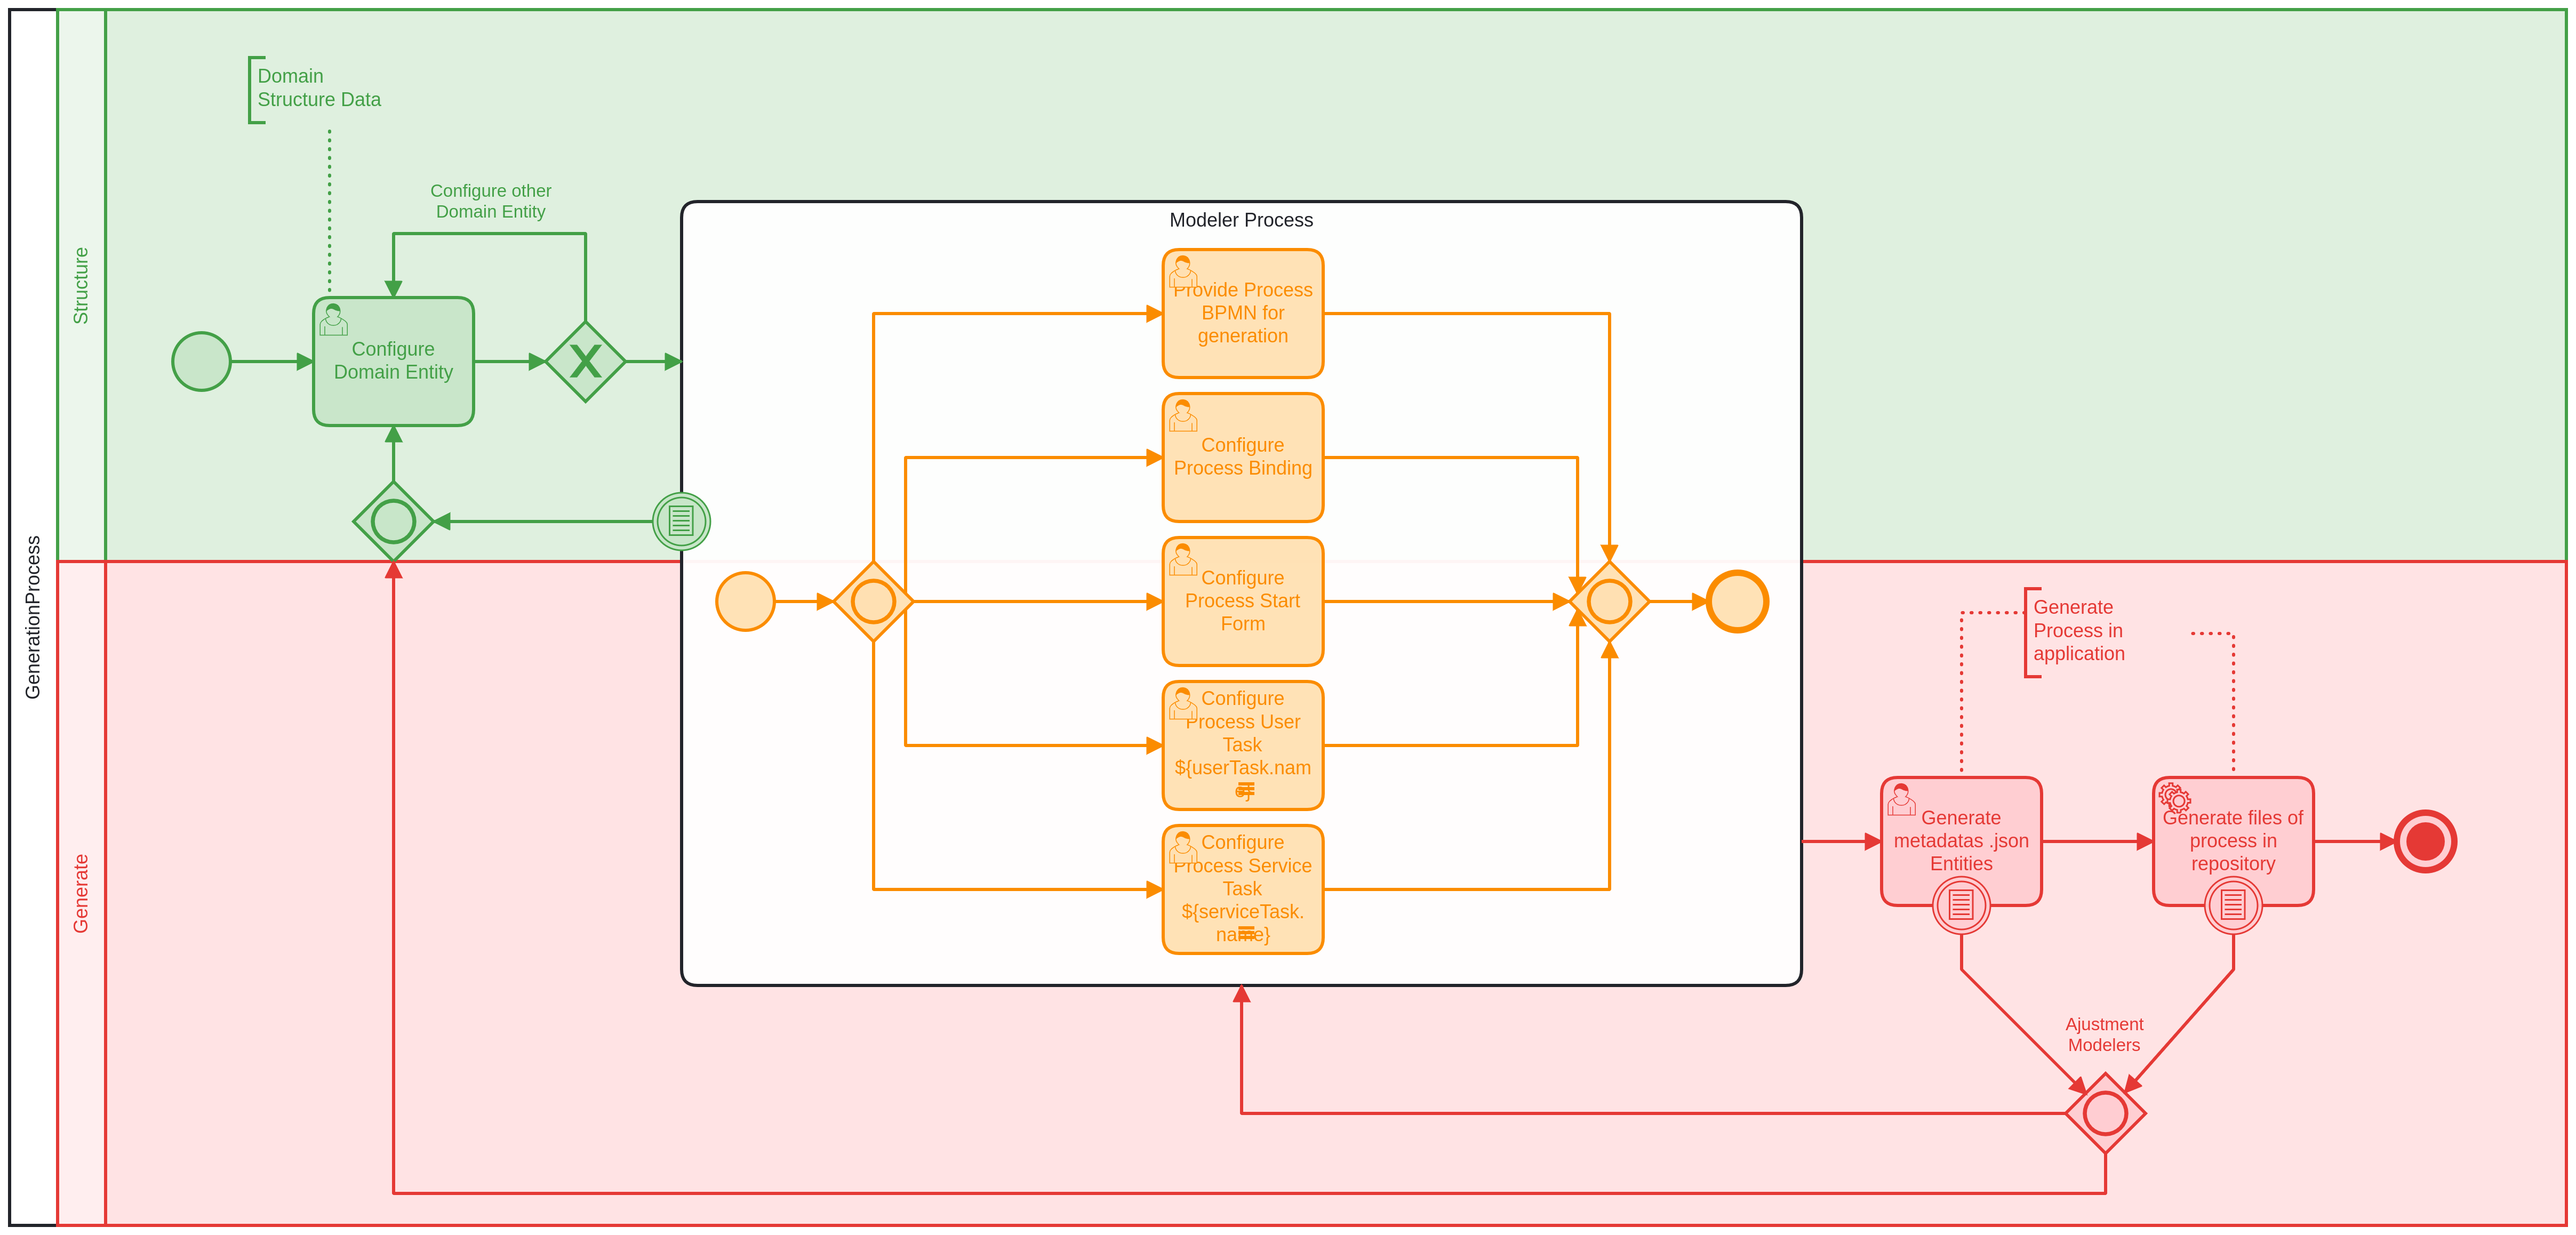 GenerationProcess
Structure
Domain
Structure Data
Configure other
Domain Entity
Configure
Domain Entity
Modeler Process
Provide Process
BPMN for
generation
Configure
Process Binding
Configure
Process Start
Form
Configure
Process User
Task
${userTask.nam
e}
Configure
Process Service
Task
${serviceTask.
name}
Generate
Generate
Process in
application
Generate
metadatas .json
Entities
Generate files of
process in
repository
Ajustment
Modelers